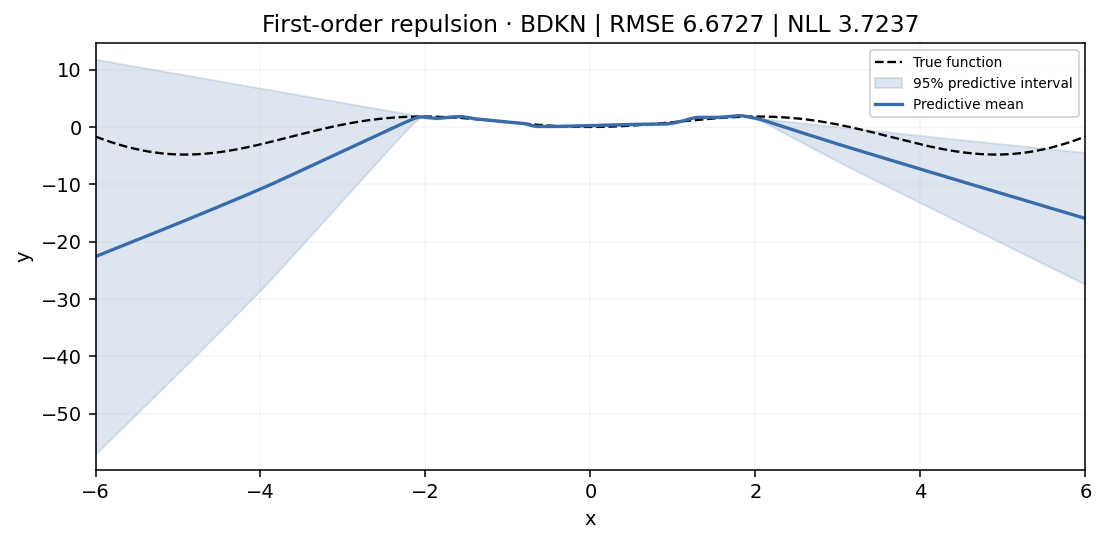 First-order repulsion · BDKN | RMSE 6.6727 | NLL 3.7237
True function
95% predictive interval
Predictive mean
y
10
0
−10
−20
−30
−40
−50
−6
−4
−2
0
2
4
6
x